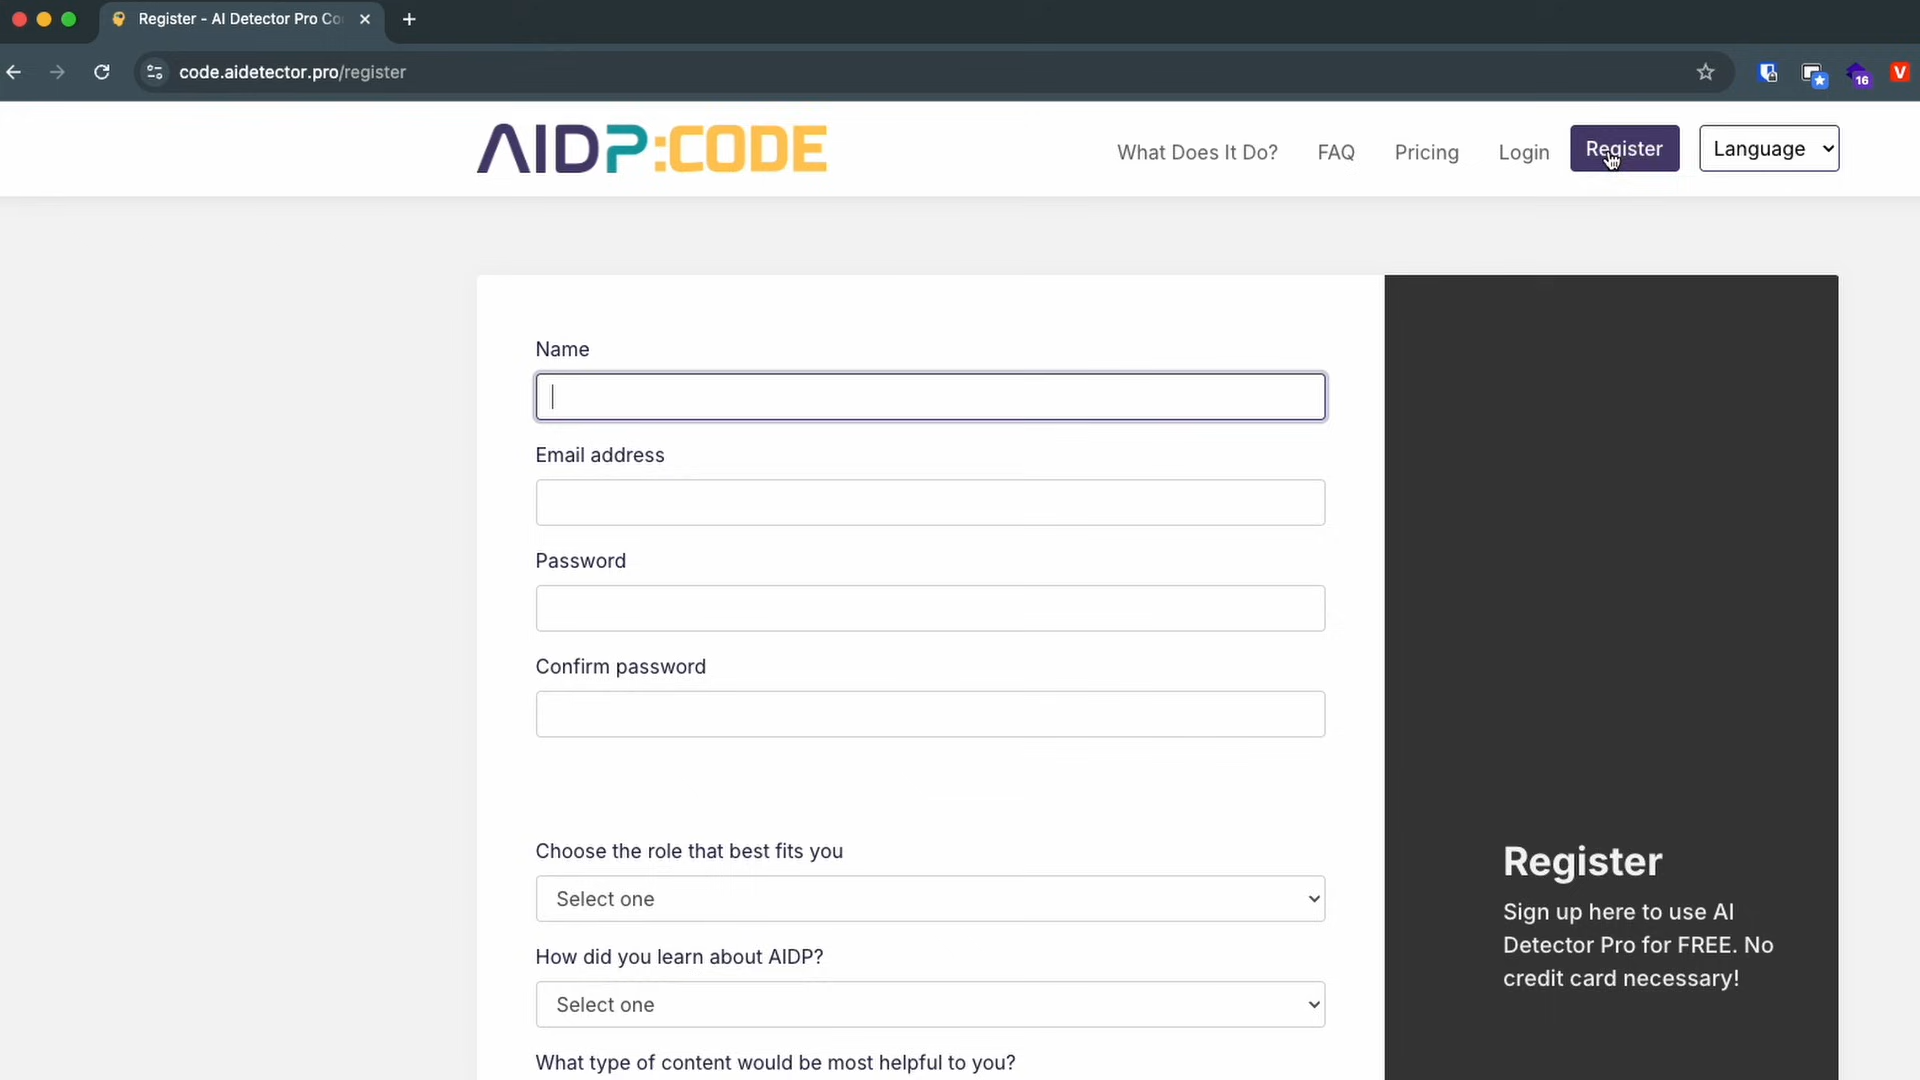 Register - AI Detector Pro Co
code.aidetector.pro/register
16
V
AIDP:CODE
What Does It Do?
FAQ
Pricing
Login
Register
Language
Name
Email address
Password
Confirm password
Choose the role that best fits you
Select one
How did you learn about AIDP?
Select one
What type of content would be most helpful to you?
Register
Sign up here to use AI
Detector Pro for FREE. No
credit card necessary!